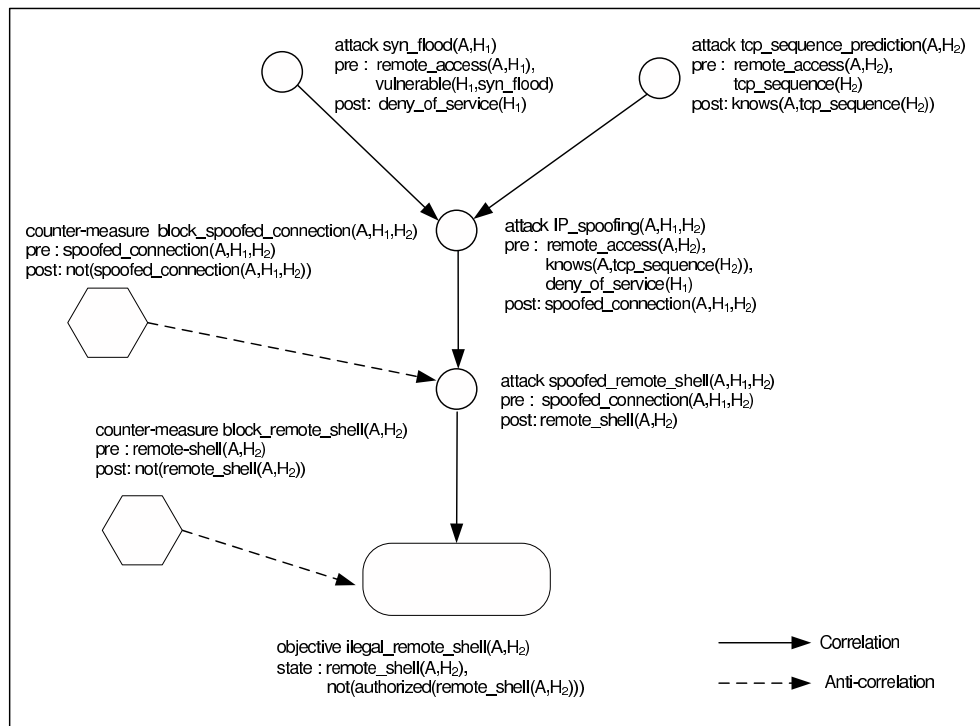 attack syn_flood(A,H₁)
pre : remote_access(A,H₁),
vulnerable(H₁,syn_flood)
post: deny_of_service(H₁)
attack tcp_sequence_prediction(A,H₂)
pre : remote_access(A,H₂),
tcp_sequence(H₂)
post: knows(A,tcp_sequence(H₂))
counter-measure block_spoofed_connection(A,H₁,H₂)
pre : spoofed_connection(A,H₁,H₂)
post: not(spoofed_connection(A,H₁,H₂))
attack IP_spoofing(A,H₁,H₂)
pre : remote_access(A,H₂),
knows(A,tcp_sequence(H₂)),
deny_of_service(H₁)
post: spoofed_connection(A,H₁,H₂)
attack spoofed_remote_shell(A,H₁,H₂)
pre : spoofed_connection(A,H₁,H₂)
post: remote_shell(A,H₂)
counter-measure block_remote_shell(A,H₂)
pre : remote-shell(A,H₂)
post: not(remote_shell(A,H₂))
objective ilegal_remote_shell(A,H₂)
state : remote_shell(A,H₂),
not(authorized(remote_shell(A,H₂)))
Correlation
Anti-correlation